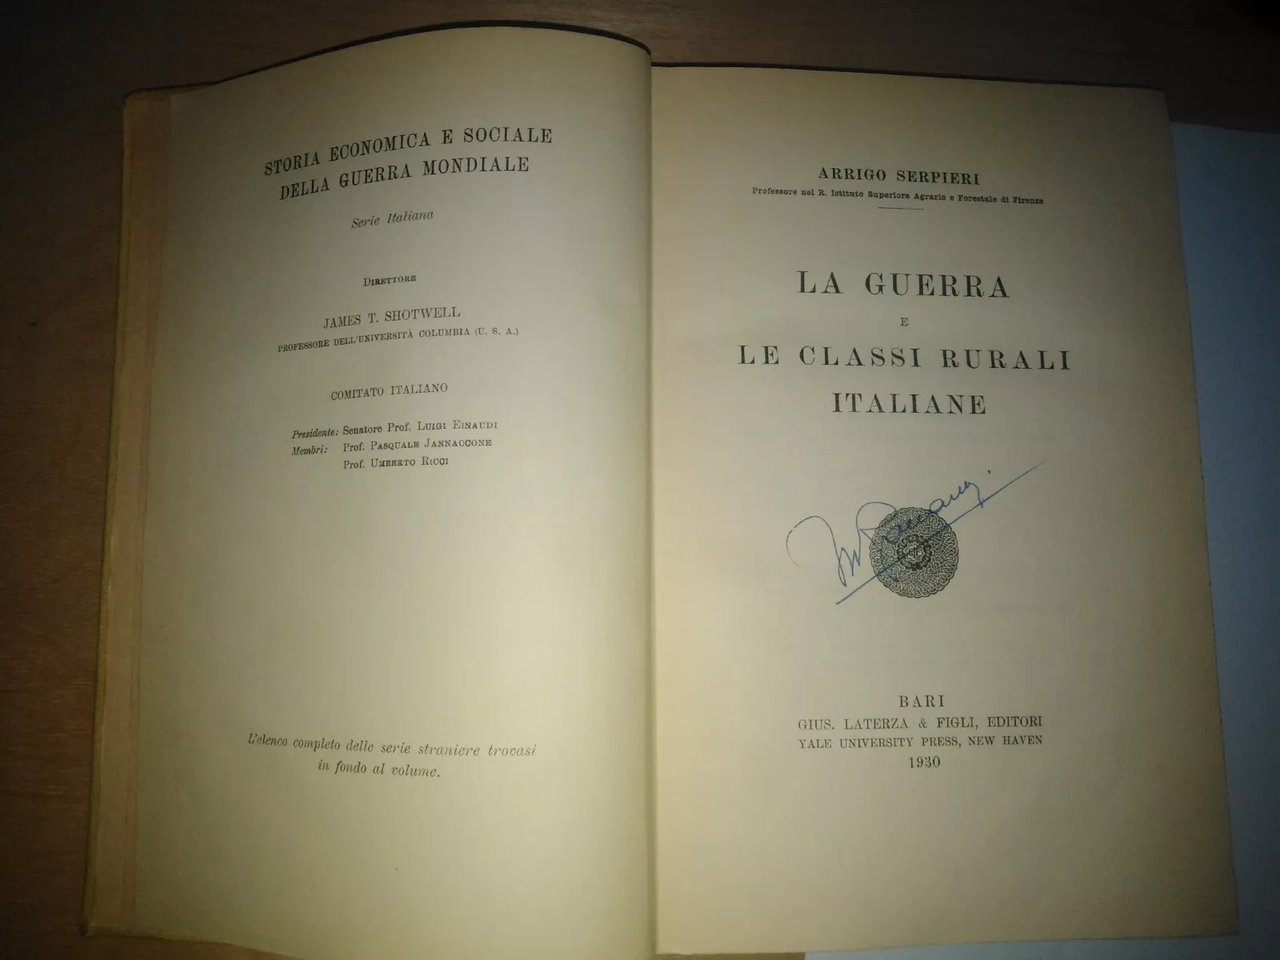 STORIA ECONOMICA E SOCIALE
DELLA GUERRA MONDIALE
Serie Italiana
DIRETTORE
JAMES T. SHOTWELL
PROFESSORE DELL'UNIVERSITÀ COLUMBIA (U. S. A.)
COMITATO ITALIANO
Presidente: Senatore Prof. LUIGI EINAUDI
Membri: Prof. PASQUALE JANNACCONE
Prof. UMBERTO RICCI
L'elenco completo delle serie straniere trovasi
in fondo al volume.
ARRIGO SERPIERI
Professore nel R. Istituto Superiore Agrario e Forestale di Firenze
LA GUERRA
E
LE CLASSI RURALI
ITALIANE
BARI
GIUS. LATERZA & FIGLI, EDITORI
YALE UNIVERSITY PRESS, NEW HAVEN
1930